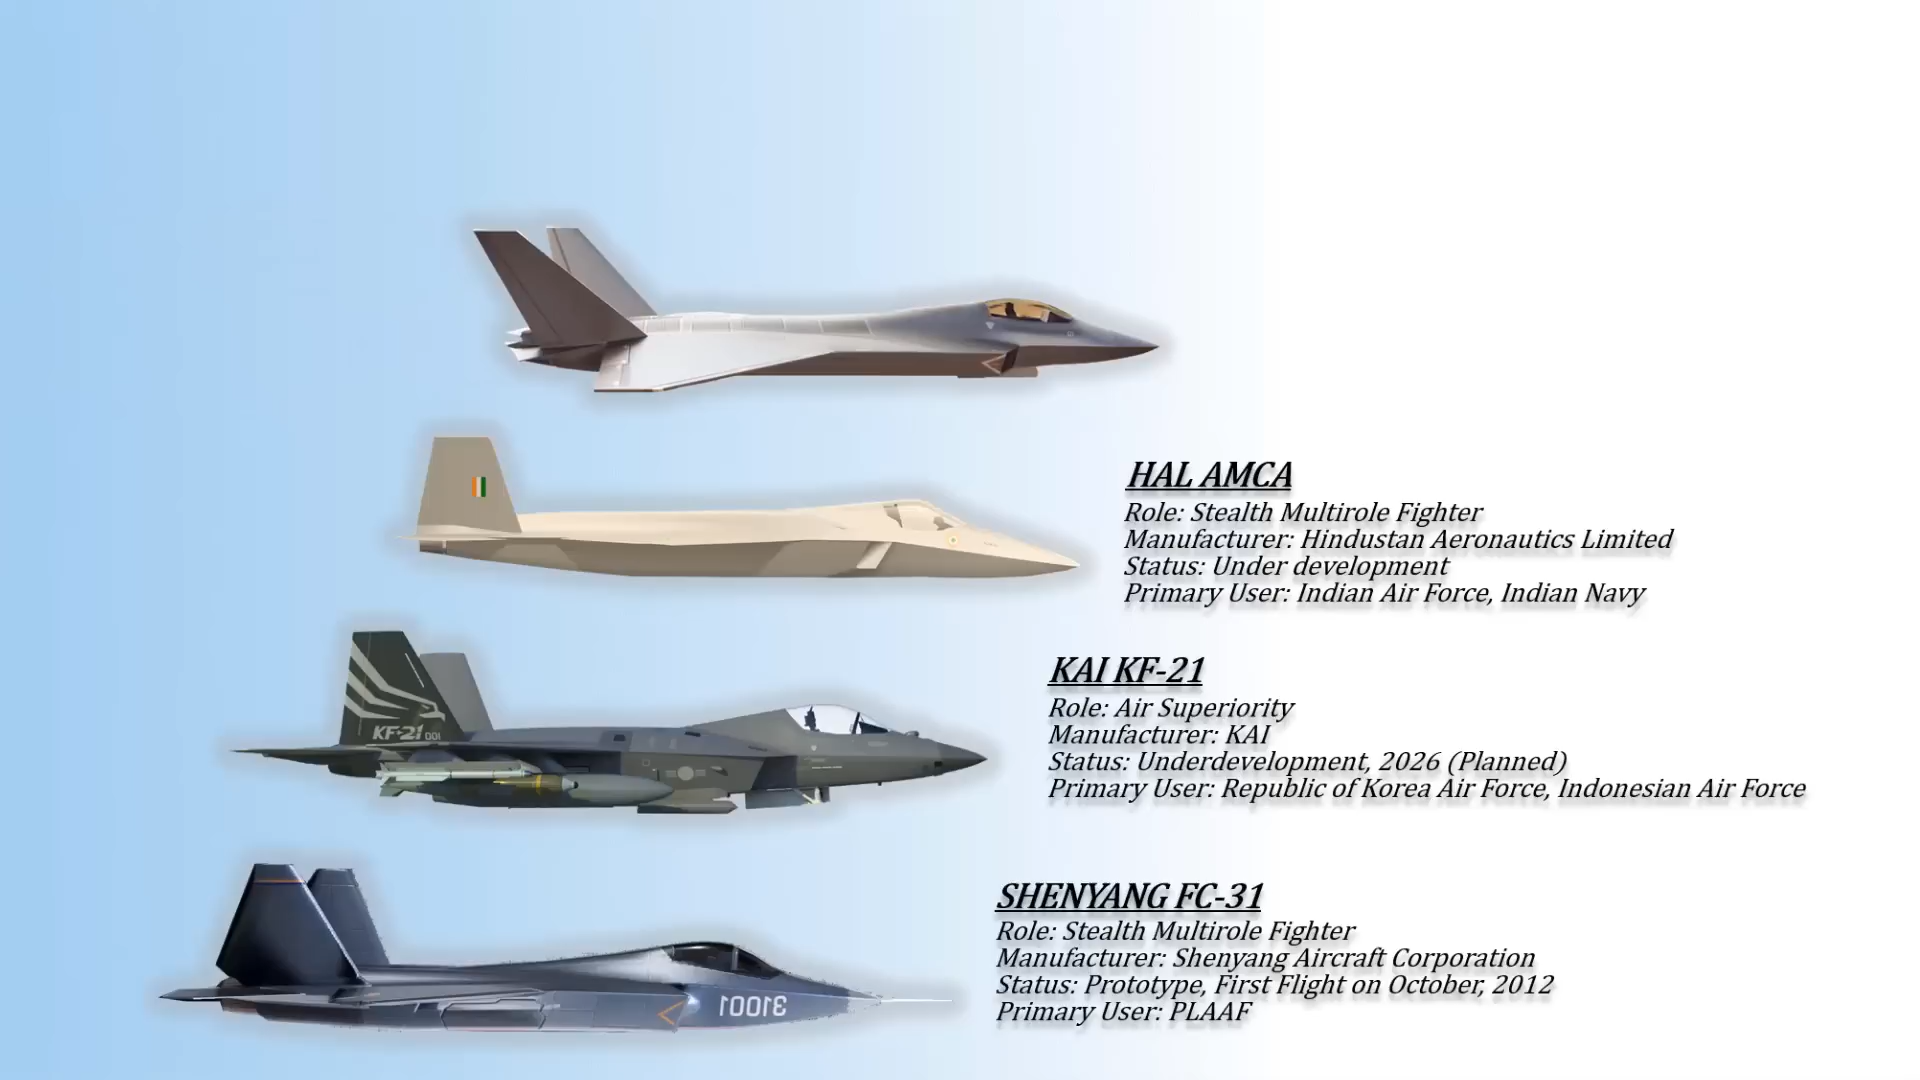 HAL AMCA
Role: Stealth Multirole Fighter
Manufacturer: Hindustan Aeronautics Limited
Status: Under development
Primary User: Indian Air Force, Indian Navy
KF-21 001
KAI KF-21
Role: Air Superiority
Manufacturer: KAI
Status: Underdevelopment, 2026 (Planned)
Primary User: Republic of Korea Air Force, Indonesian Air Force
31001
SHENYANG FC-31
Role: Stealth Multirole Fighter
Manufacturer: Shenyang Aircraft Corporation
Status: Prototype, First Flight on October, 2012
Primary User: PLAAF